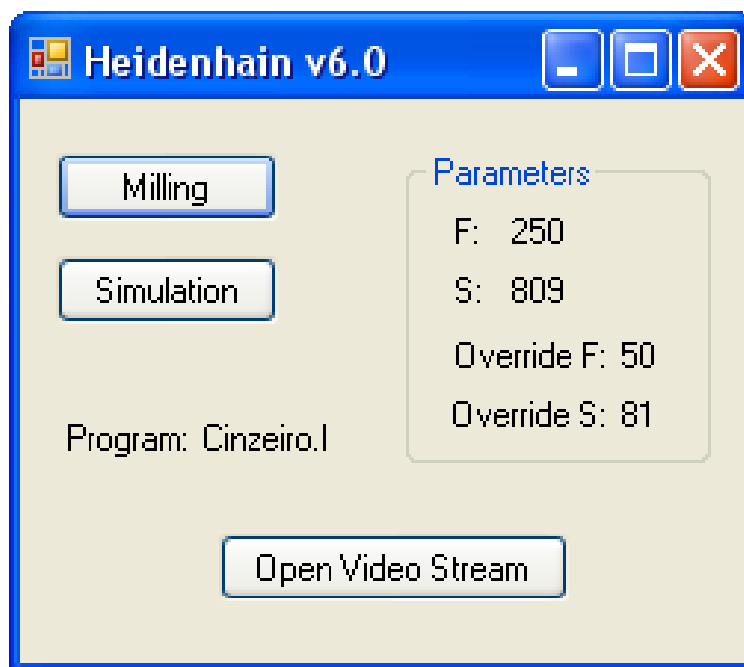 Heidenhain v6.0
Milling
Simulation
Program: Cinzeiro.I
Parameters
F: 250
S: 809
Override F: 50
Override S: 81
Open Video Stream